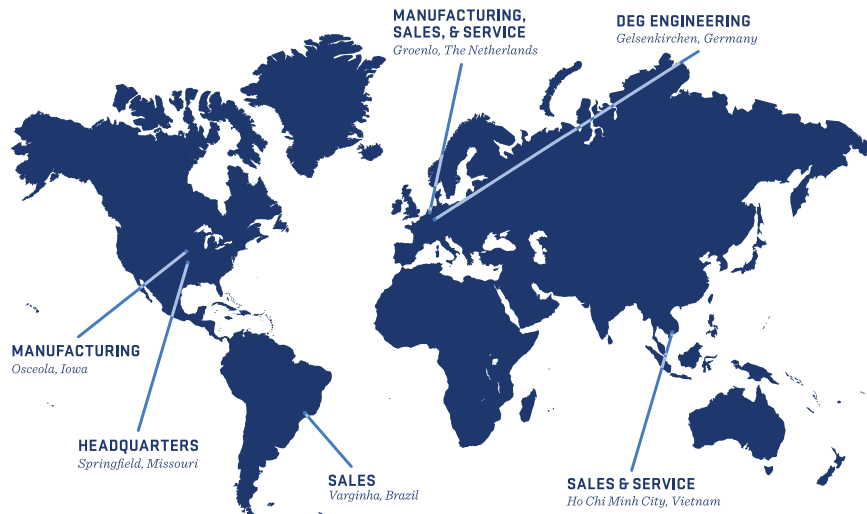 MANUFACTURING,
SALES, & SERVICE
Groenlo, The Netherlands
DEG ENGINEERING
Gelsenkirchen, Germany
MANUFACTURING
Osceola, Iowa
HEADQUARTERS
Springfield, Missouri
SALES
Varginha, Brazil
SALES & SERVICE
Ho Chi Minh City, Vietnam